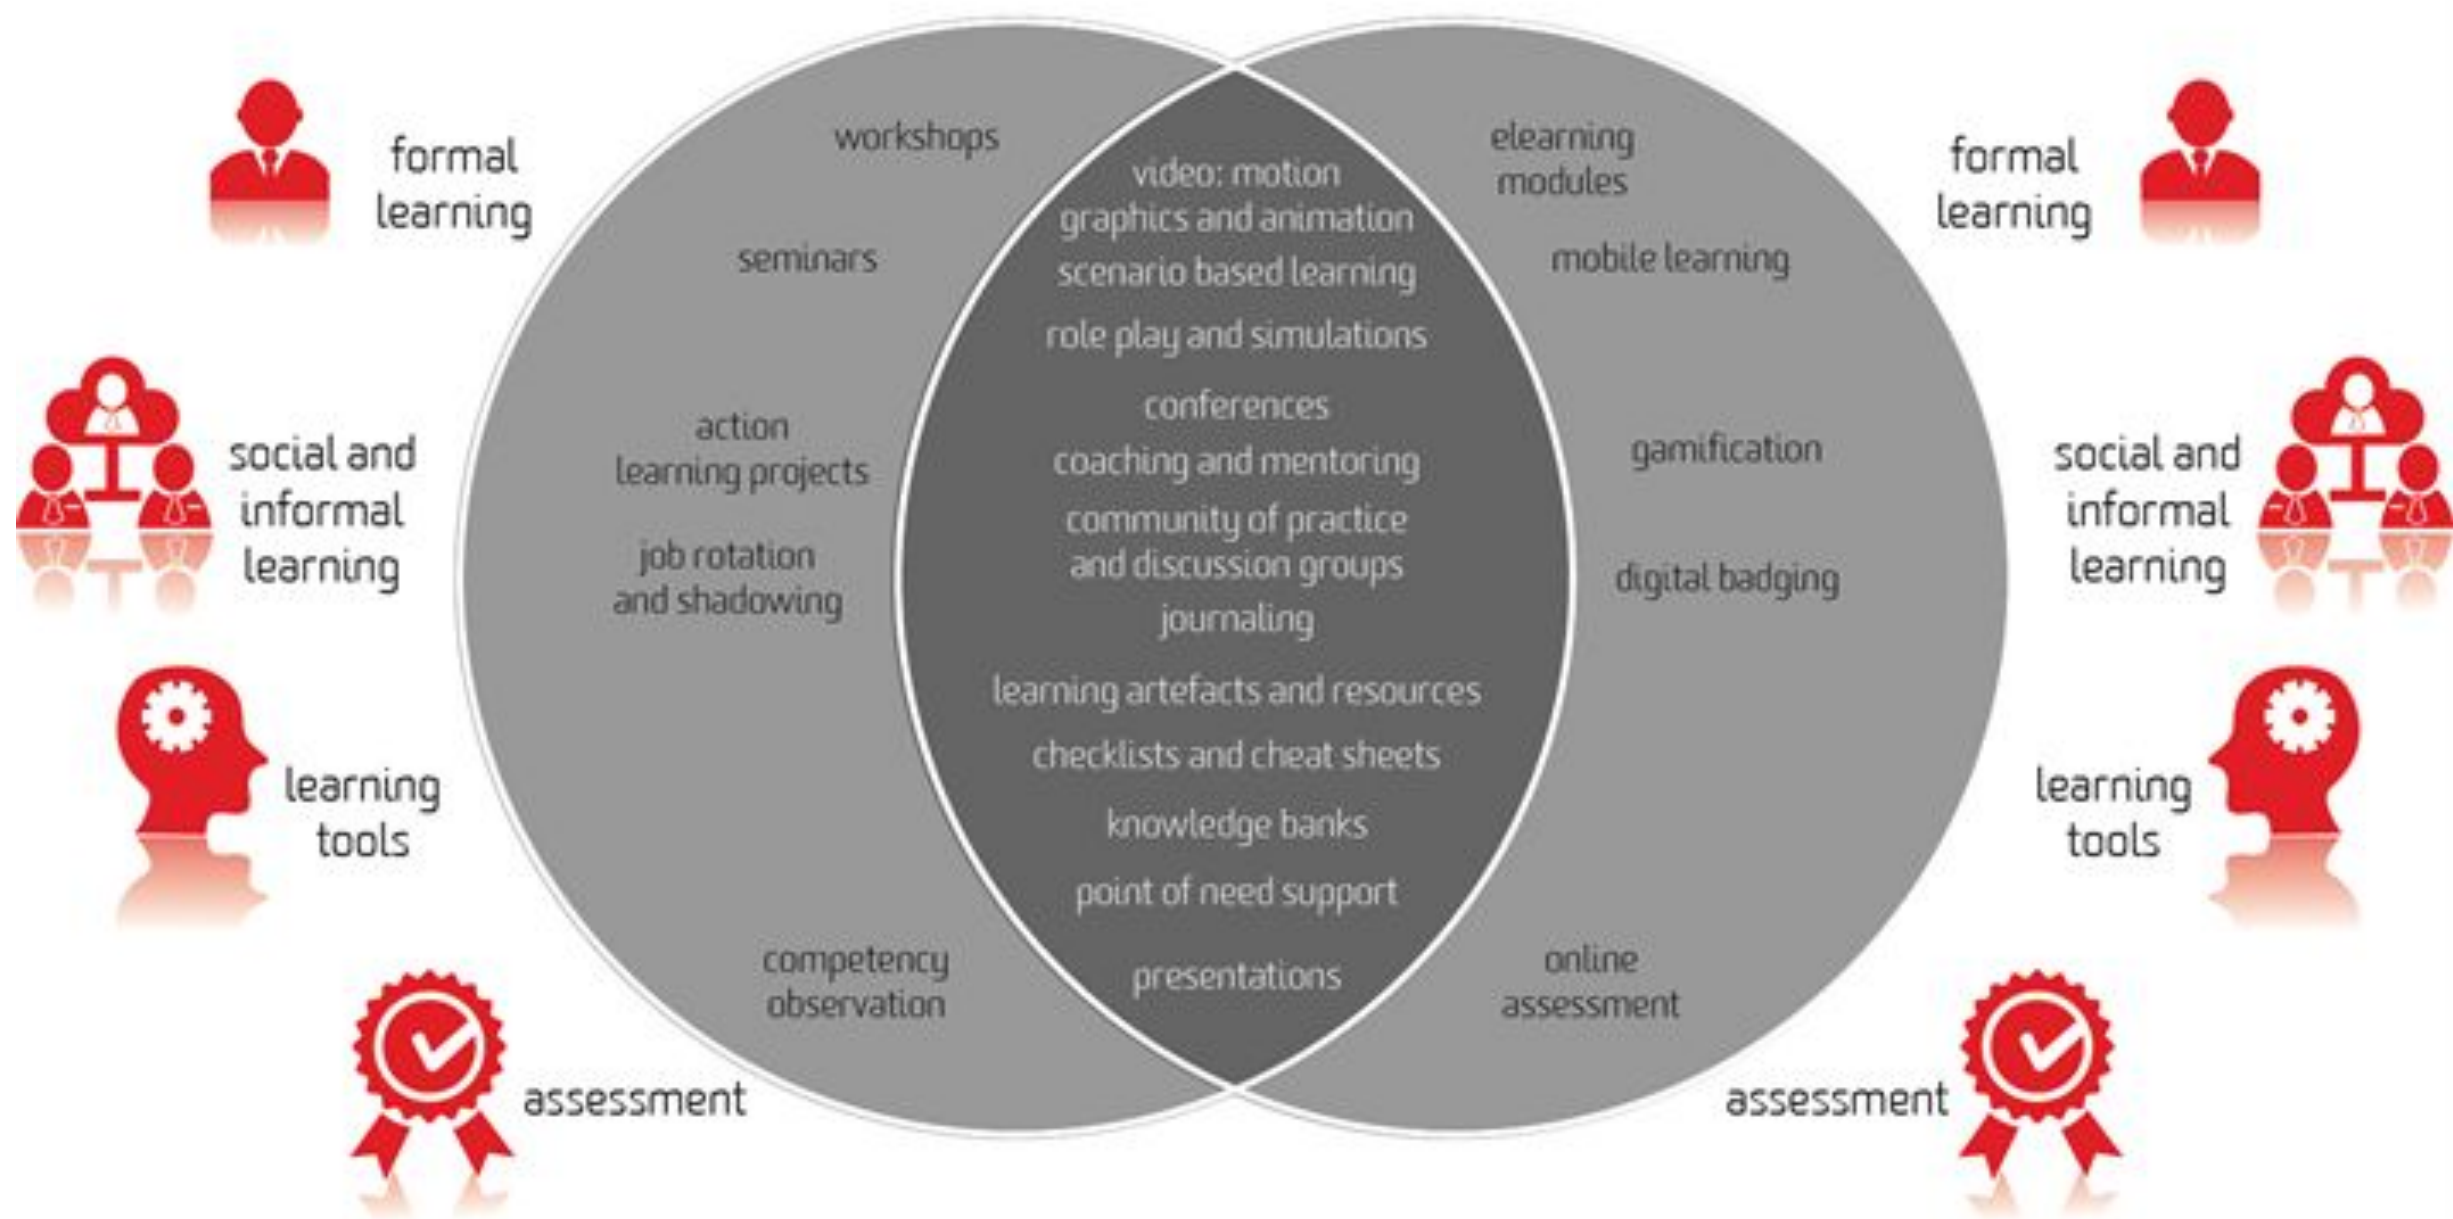 formal
learning
social and
informal
learning
learning
tools
assessment
workshops
seminars
action
learning projects
job rotation
and shadowing
competency
observation
video: motion
graphics and animation
scenario based learning
role play and simulations
conferences
coaching and mentoring
community of practice
and discussion groups
journaling
learning artefacts and resources
checklists and cheat sheets
knowledge banks
point of need support
presentations
elearning
modules
mobile learning
gamification
digital badging
online
assessment
formal
learning
social and
informal
learning
learning
tools
assessment